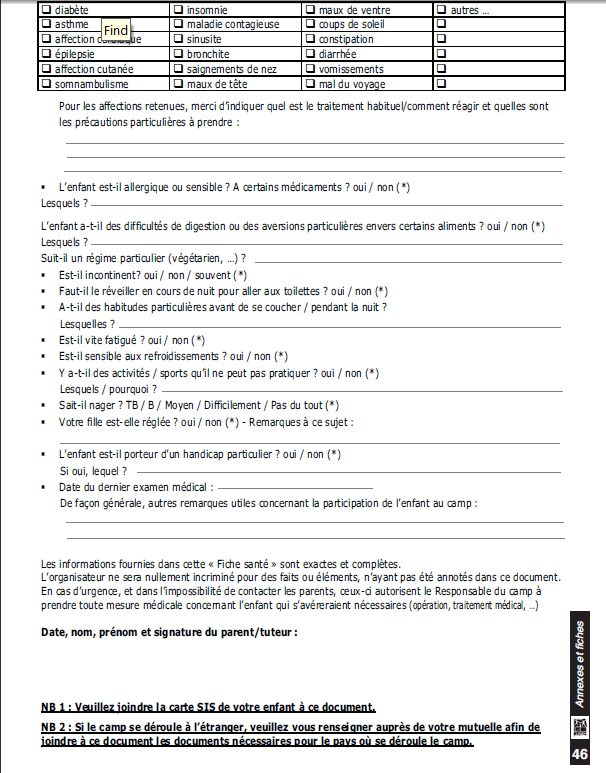 ❑ diabète ❑ insomnie ❑ maux de ventre ❑ autres ...
❑ asthme ❑ maladie contagieuse ❑ coups de soleil ❑
❑ affection ❑ sinusite ❑ constipation ❑
Find
❑ épilepsie ❑ bronchite ❑ diarrhée ❑
❑ affection cutanée ❑ saignements de nez ❑ vomissements ❑
❑ somnambulisme ❑ maux de tête ❑ mal du voyage ❑
Pour les affections retenues, merci d'indiquer quel est le traitement habituel/comment réagir et quelles sont
les précautions particulières à prendre :
▪ L'enfant est-il allergique ou sensible ? A certains médicaments ? oui / non (*)
Lesquels ?
L'enfant a-t-il des difficultés de digestion ou des aversions particulières envers certains aliments ? oui / non (*)
Lesquels ?
Suit-il un régime particulier (végétarien, ...) ?
▪ Est-il incontinent? oui / non / souvent (*)
▪ Faut-il le réveiller en cours de nuit pour aller aux toilettes ? oui / non (*)
▪ A-t-il des habitudes particulières avant de se coucher / pendant la nuit ?
Lesquelles ?
▪ Est-il vite fatigué ? oui / non (*)
▪ Est-il sensible aux refroidissements ? oui / non (*)
▪ Y a-t-il des activités / sports qu'il ne peut pas pratiquer ? oui / non (*)
Lesquels / pourquoi ?
▪ Sait-il nager ? TB / B / Moyen / Difficilement / Pas du tout (*)
▪ Votre fille est-elle réglée ? oui / non (*) - Remarques à ce sujet :
▪ L'enfant est-il porteur d'un handicap particulier ? oui / non (*)
Si oui, lequel ?
▪ Date du dernier examen médical :
De façon générale, autres remarques utiles concernant la participation de l'enfant au camp :
Les informations fournies dans cette « Fiche santé » sont exactes et complètes.
L'organisateur ne sera nullement incriminé pour des faits ou éléments, n'ayant pas été annotés dans ce document.
En cas d'urgence, et dans l'impossibilité de contacter les parents, ceux-ci autorisent le Responsable du camp à
prendre toute mesure médicale concernant l'enfant qui s'avéreraient nécessaires (opération, traitement médical, ...)
Date, nom, prénom et signature du parent/tuteur :
NB 1 : Veuillez joindre la carte SIS de votre enfant à ce document.
NB 2 : Si le camp se déroule à l'étranger, veuillez vous renseigner auprès de votre mutuelle afin de
joindre à ce document les documents nécessaires pour le pays où se déroule le camp.
Annexes et fiches
46